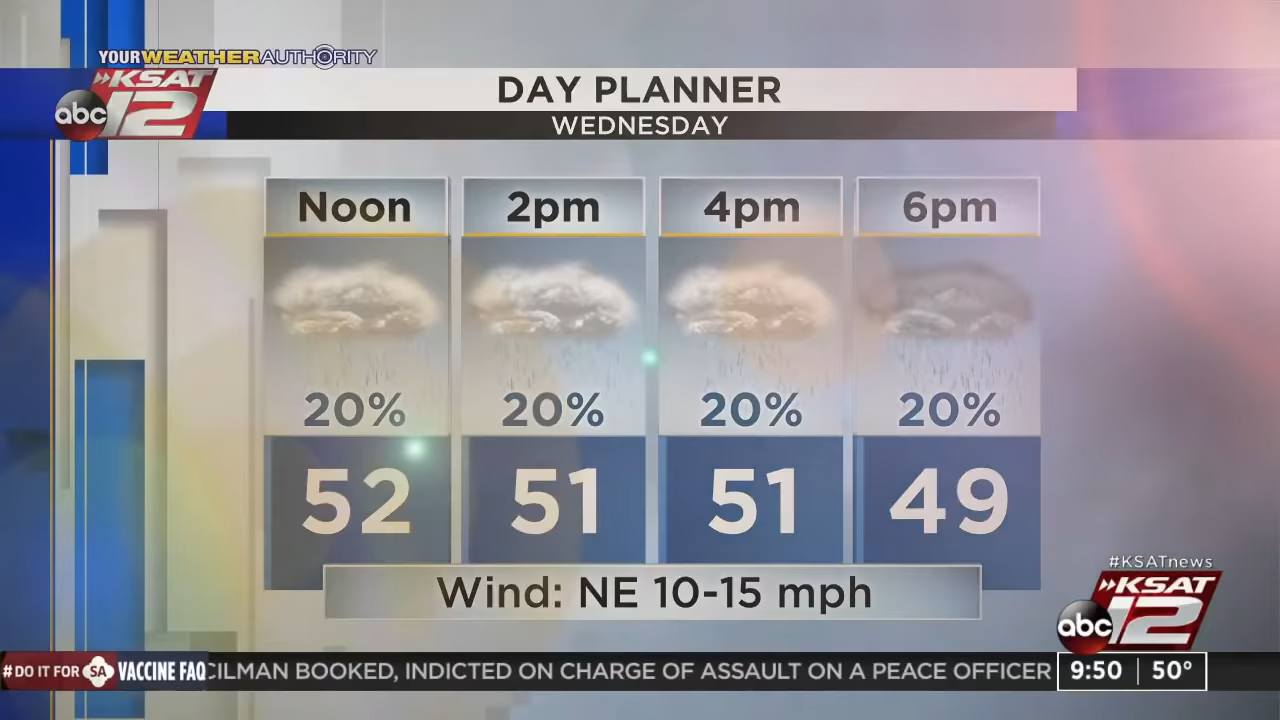 YOURWEATHERAUTHORITY
KSAT
abc 12
DAY PLANNER
WEDNESDAY
Noon 2pm 4pm 6pm
20% 20% 20% 20%
52 51 51 49
Wind: NE 10-15 mph
#KSATnews
KSAT
abc 12
#DO IT FOR SA VACCINE FAQ CILMAN BOOKED, INDICTED ON CHARGE OF ASSAULT ON A PEACE OFFICER 9:50 50°